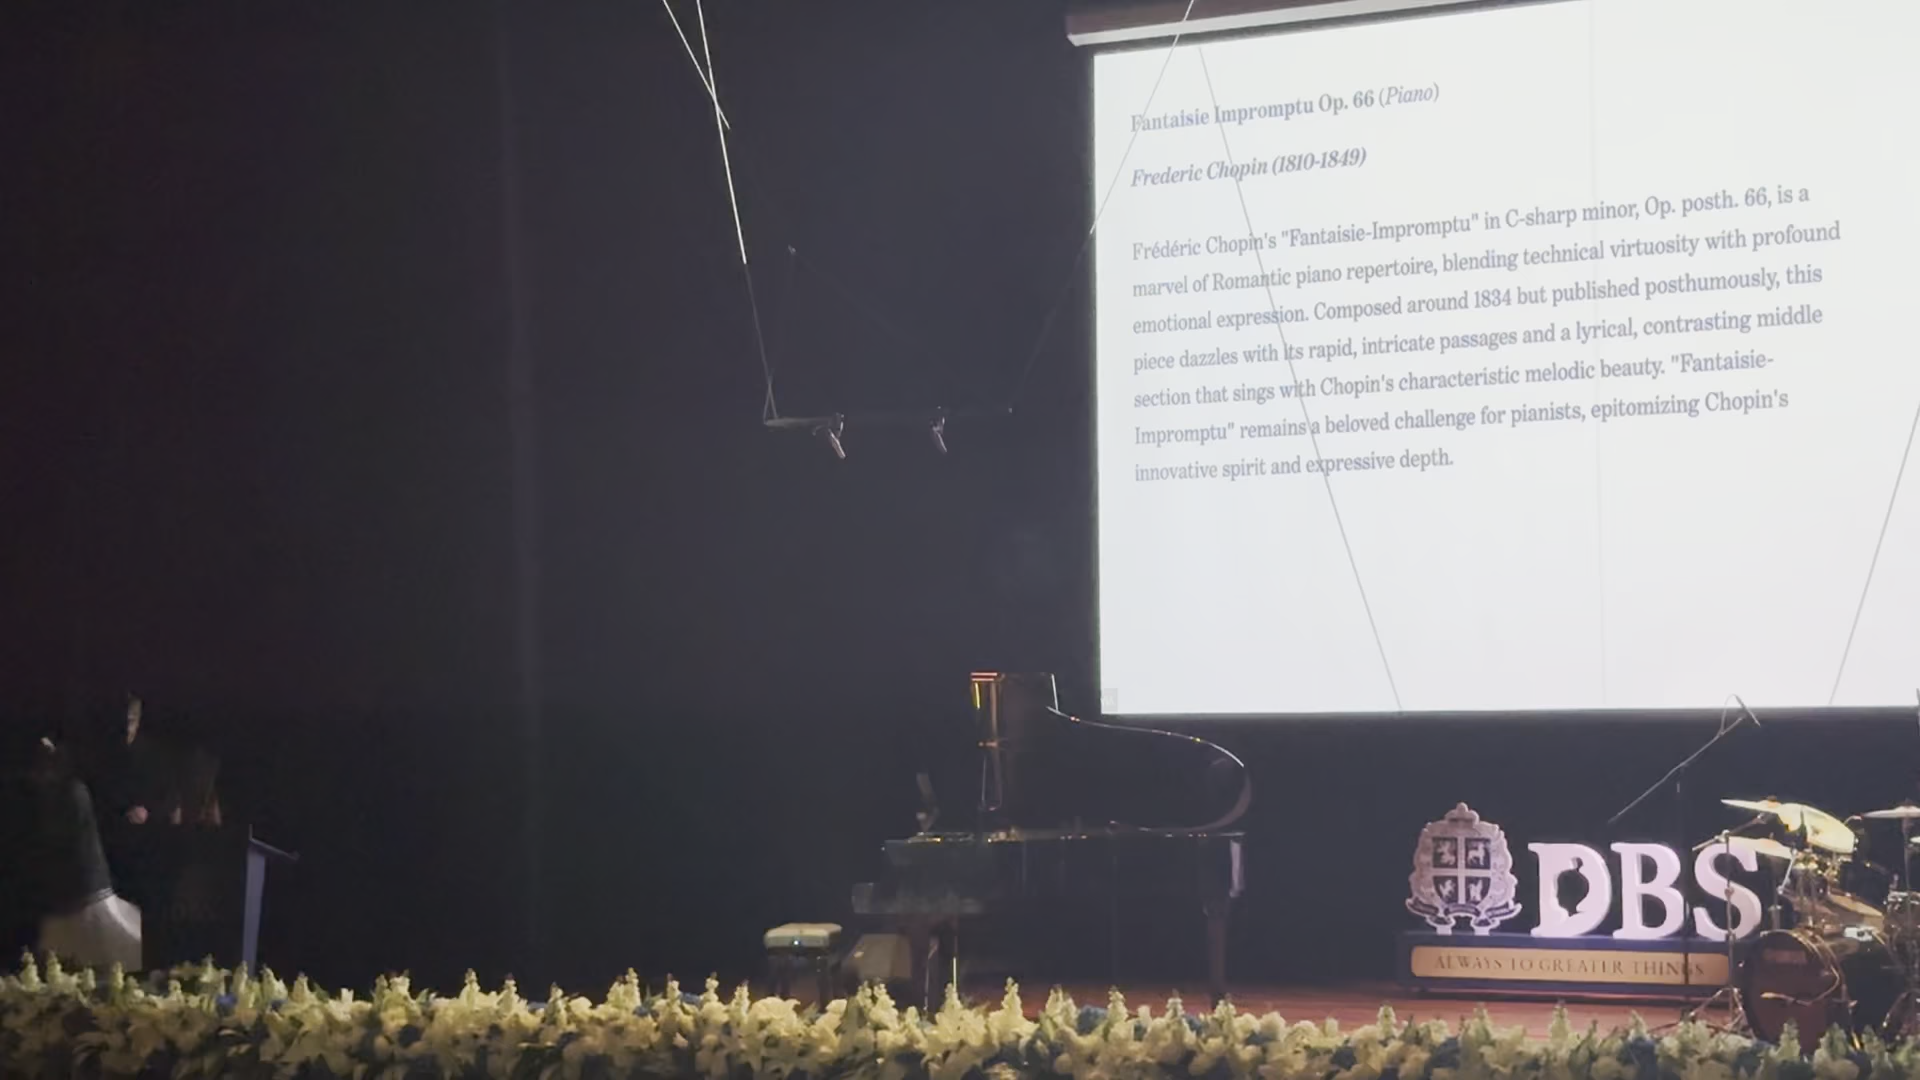 Fantaisie Impromptu Op. 66 (Piano)
Frederic Chopin (1810-1849)
Frédéric Chopin's "Fantaisie-Impromptu" in C-sharp minor, Op. posth. 66, is a
marvel of Romantic piano repertoire, blending technical virtuosity with profound
emotional expression. Composed around 1834 but published posthumously, this
piece dazzles with its rapid, intricate passages and a lyrical, contrasting middle
section that sings with Chopin's characteristic melodic beauty. "Fantaisie-
Impromptu" remains a beloved challenge for pianists, epitomizing Chopin's
innovative spirit and expressive depth.
DBS
ALWAYS TO GREATER THINGS